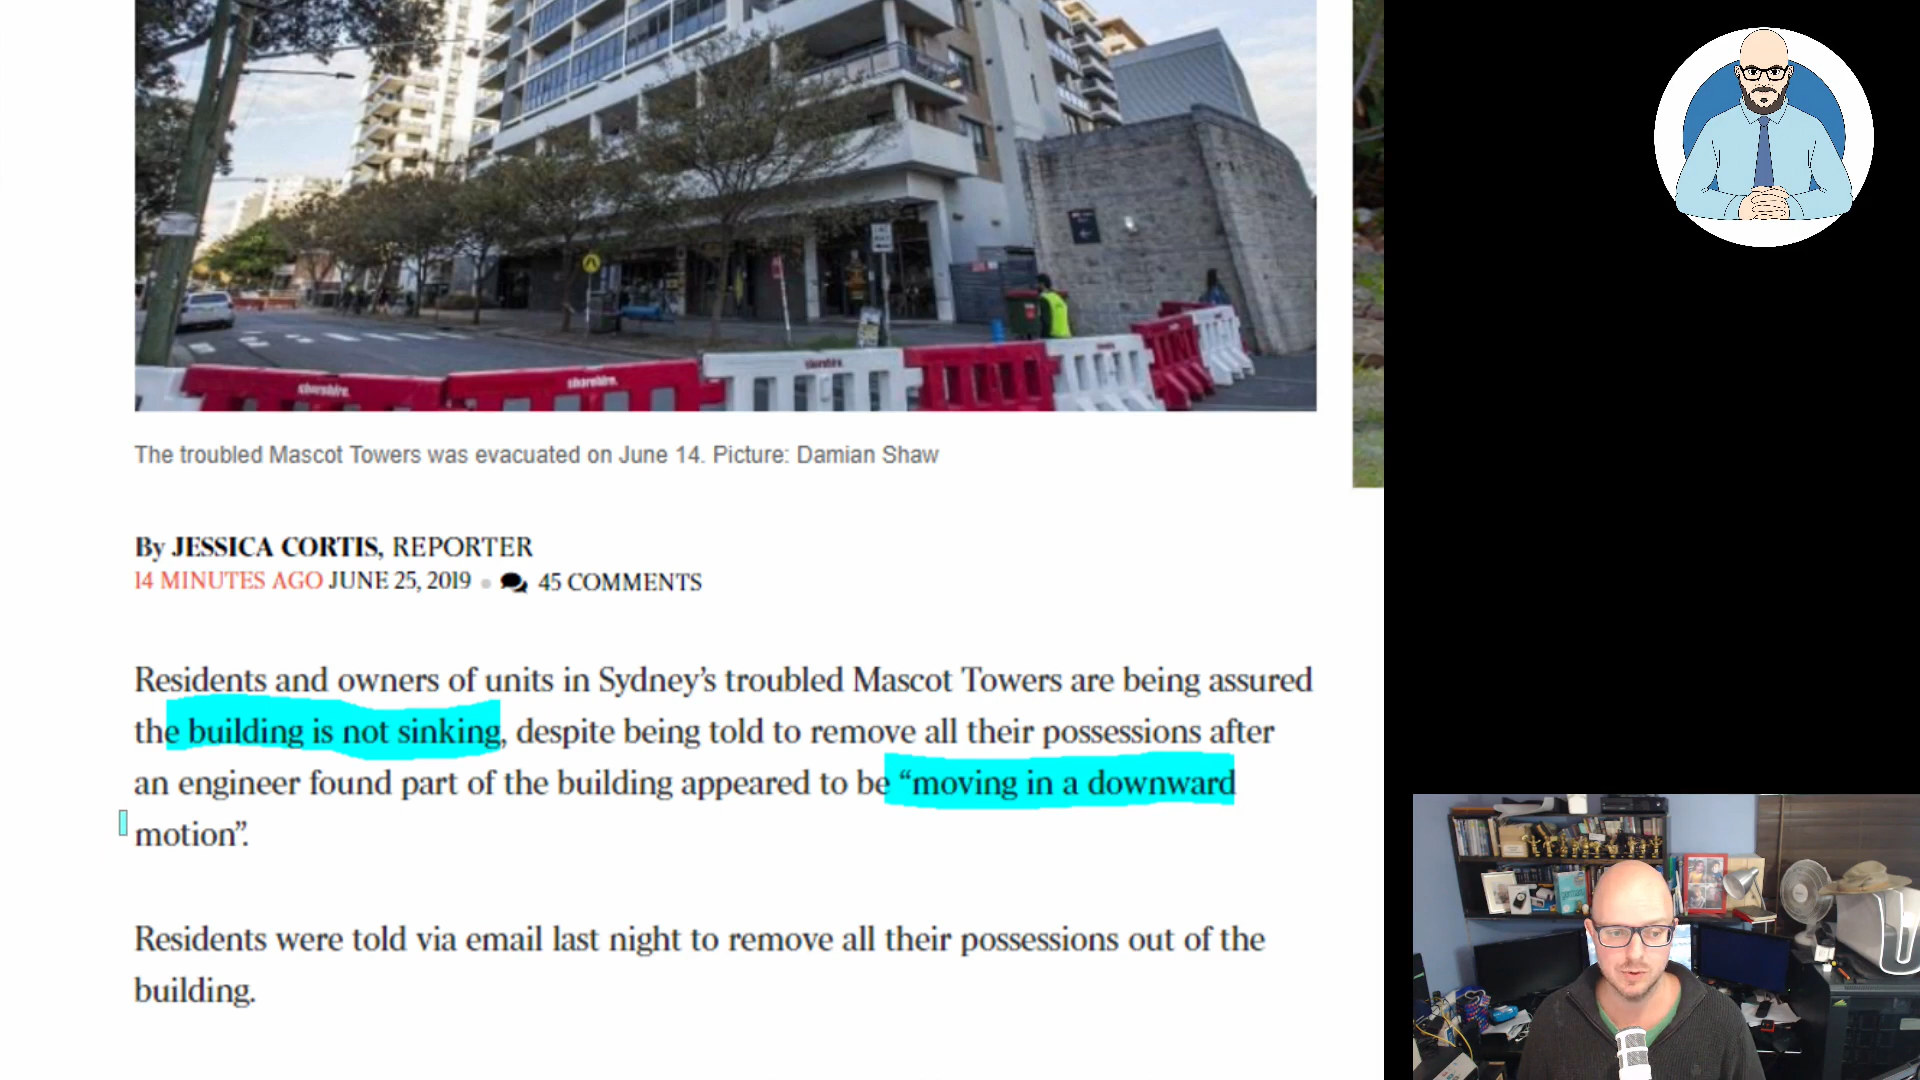 shorehire.
shorehire.
shorehire.
The troubled Mascot Towers was evacuated on June 14. Picture: Damian Shaw
By JESSICA CORTIS, REPORTER
14 MINUTES AGO JUNE 25, 2019 • 45 COMMENTS
Residents and owners of units in Sydney’s troubled Mascot Towers are being assured
the building is not sinking, despite being told to remove all their possessions after
an engineer found part of the building appeared to be “moving in a downward
motion”.
Residents were told via email last night to remove all their possessions out of the
building.